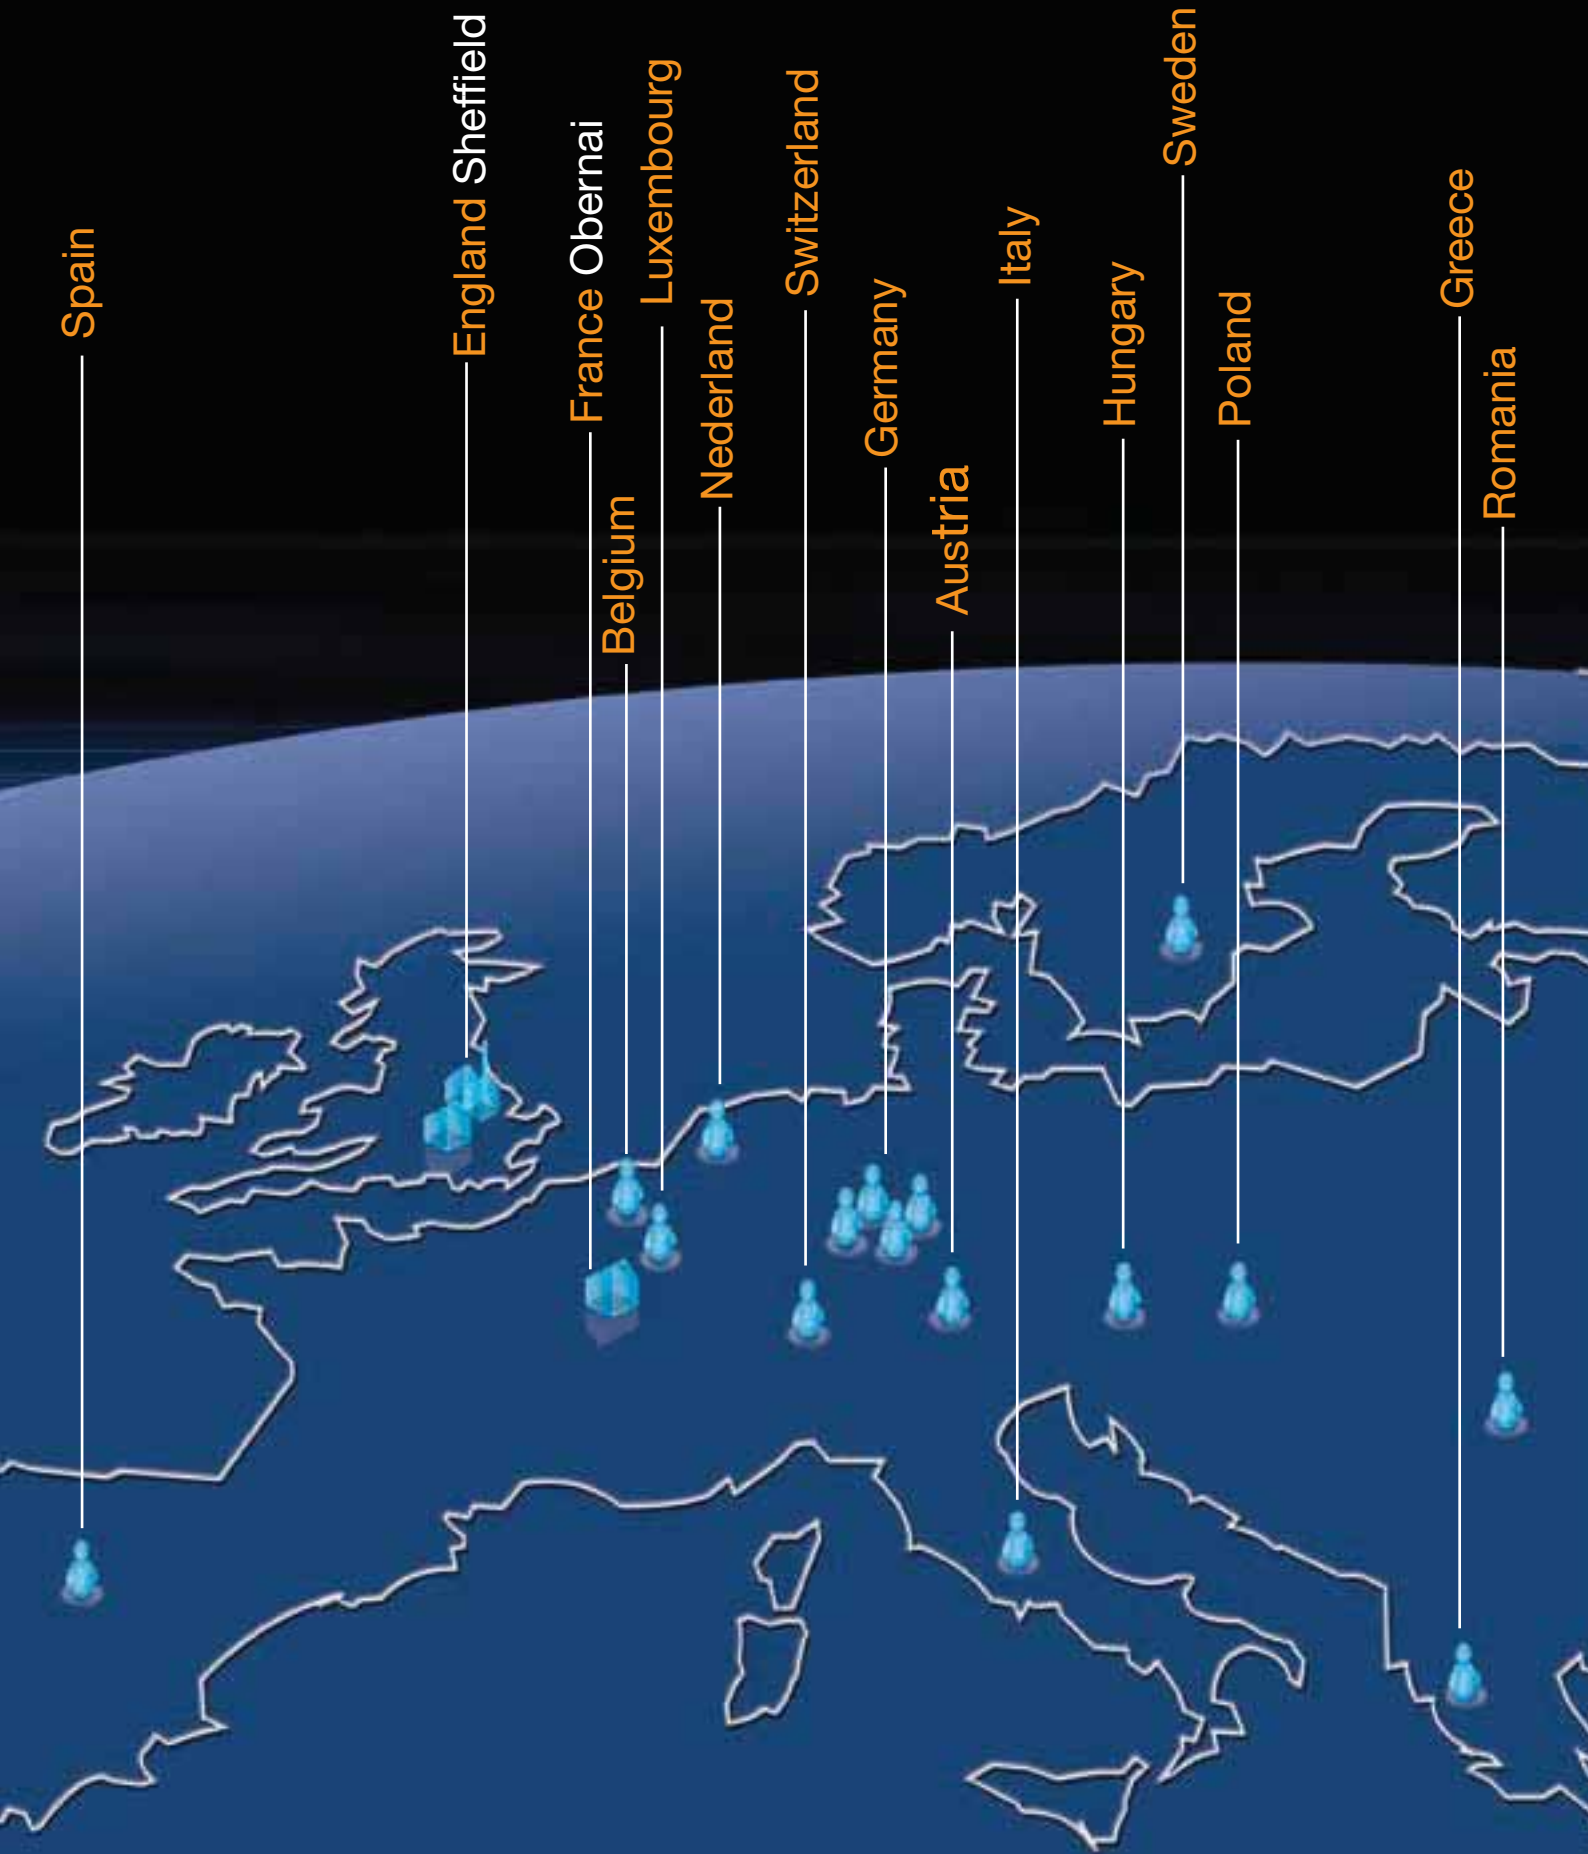 Spain
England Sheffield
France Obernai
Belgium
Luxembourg
Nederland
Switzerland
Germany
Austria
Italy
Hungary
Sweden
Poland
Greece
Romania